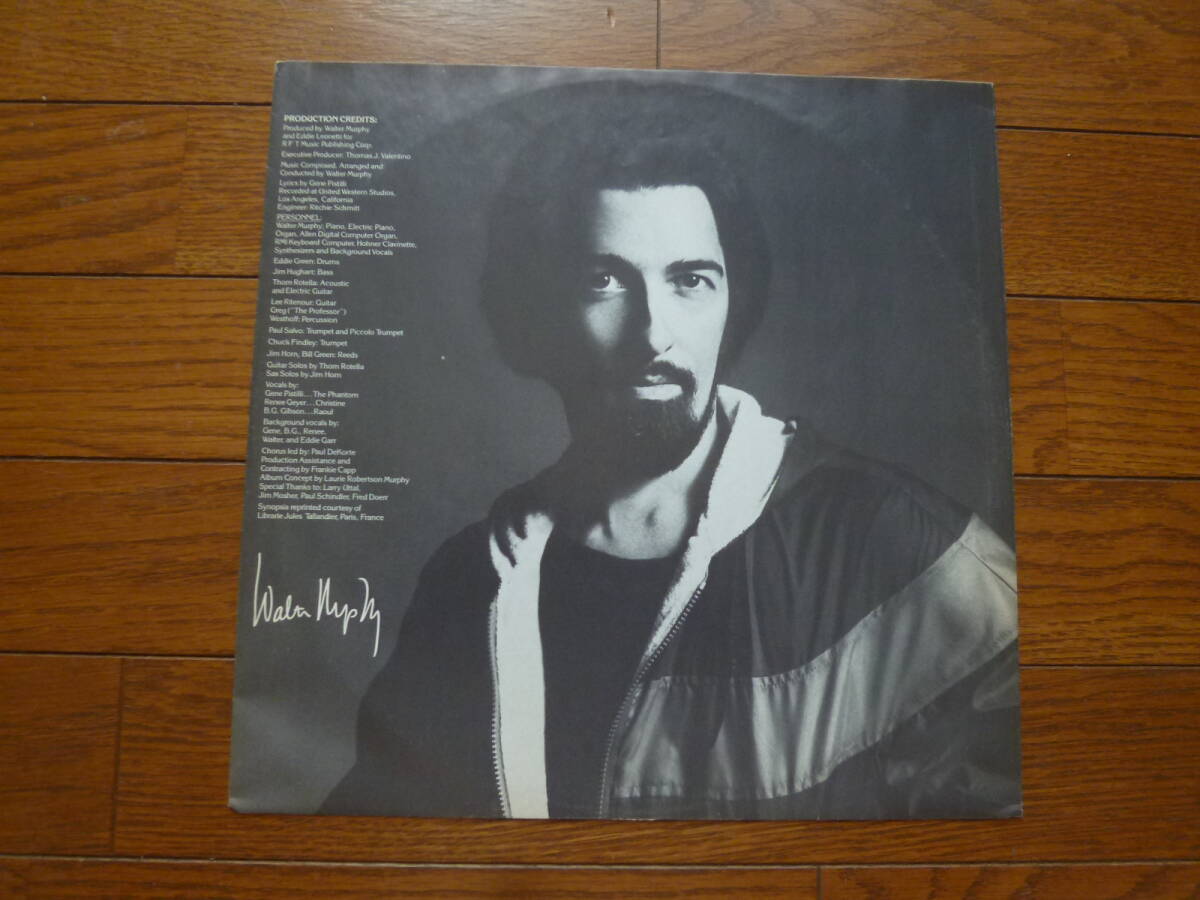 PRODUCTION CREDITS:
Produced by Walter Murphy
and Eddie Leonetti for
R F T Music Publishing Corp.
Executive Producer: Thomas J. Valentino
Music Composed, Arranged and
Conducted by Walter Murphy
Lyrics by Gene Pistilli
Recorded at United Western Studios,
Los Angeles, California
Engineer: Ritchie Schmitt
PERSONNEL:
Walter Murphy: Piano, Electric Piano,
Organ, Allen Digital Computer Organ,
RMI Keyboard Computer, Hohner Clavinette,
Synthesizers and Background Vocals
Eddie Green: Drums
Jim Hughart: Bass
Thom Rotella: Acoustic
and Electric Guitar
Lee Ritenour: Guitar
Greg ("The Professor")
Westhoff: Percussion
Paul Salvo: Trumpet and Piccolo Trumpet
Chuck Findley: Trumpet
Jim Horn, Bill Green: Reeds
Guitar Solos by Thom Rotella
Sax Solos by Jim Horn
Vocals by:
Gene Pistilli...The Phantom
Renee Geyer...Christine
B.G. Gibson...Raoul
Background vocals by:
Gene, B.G., Renee,
Walter, and Eddie Garr
Chorus led by: Paul DeKorte
Production Assistance and
Contracting by Frankie Capp
Album Concept by Laurie Robertson Murphy
Special Thanks to: Larry Uttal,
Jim Mosher, Paul Schindler, Fred Doerr
Synopsis reprinted courtesy of
Librarie Jules Tallandier, Paris, France
Walter Murphy